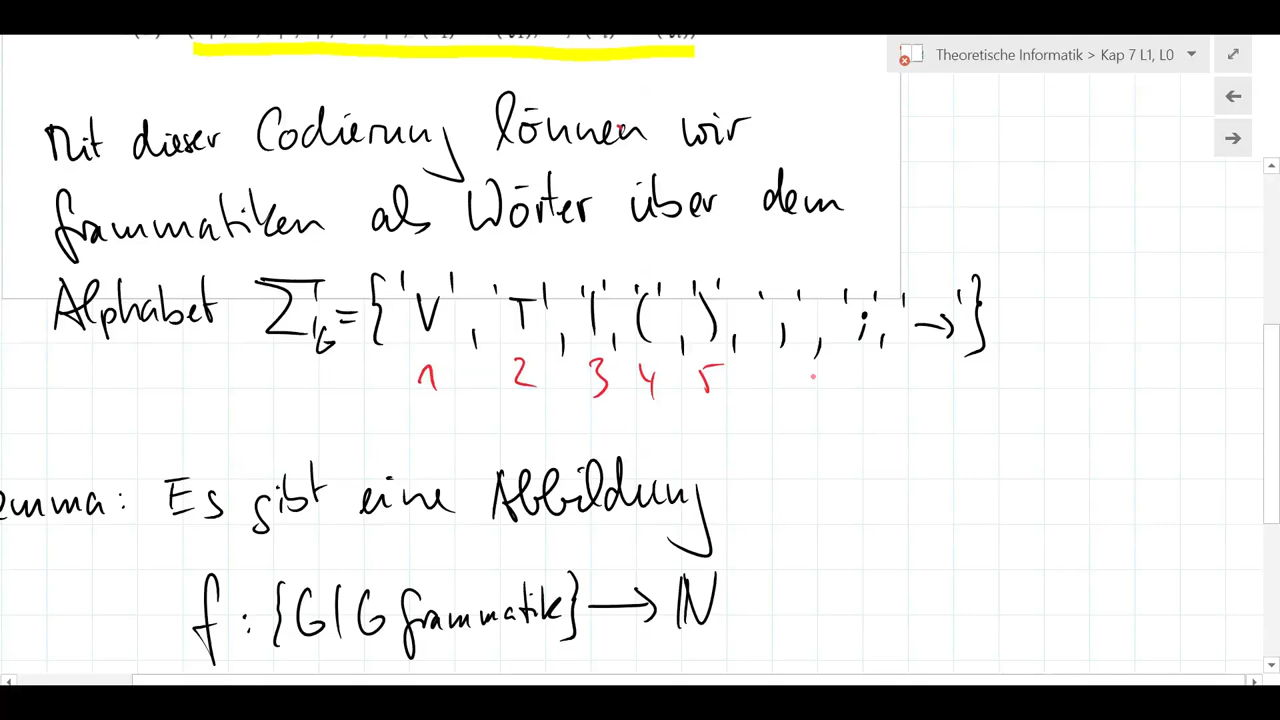 Theoretische Informatik > Kap 7 L1, L0
Mit dieser Codierung können wir
Grammatiken als Wörter über dem
Alphabet Σ_G = {'V', 'T', '|', '(', ')', ',', ';', '→'}
1 2 3 4 5
emma: Es gibt eine Abbildung
f: {G | G Grammatik} → ℕ